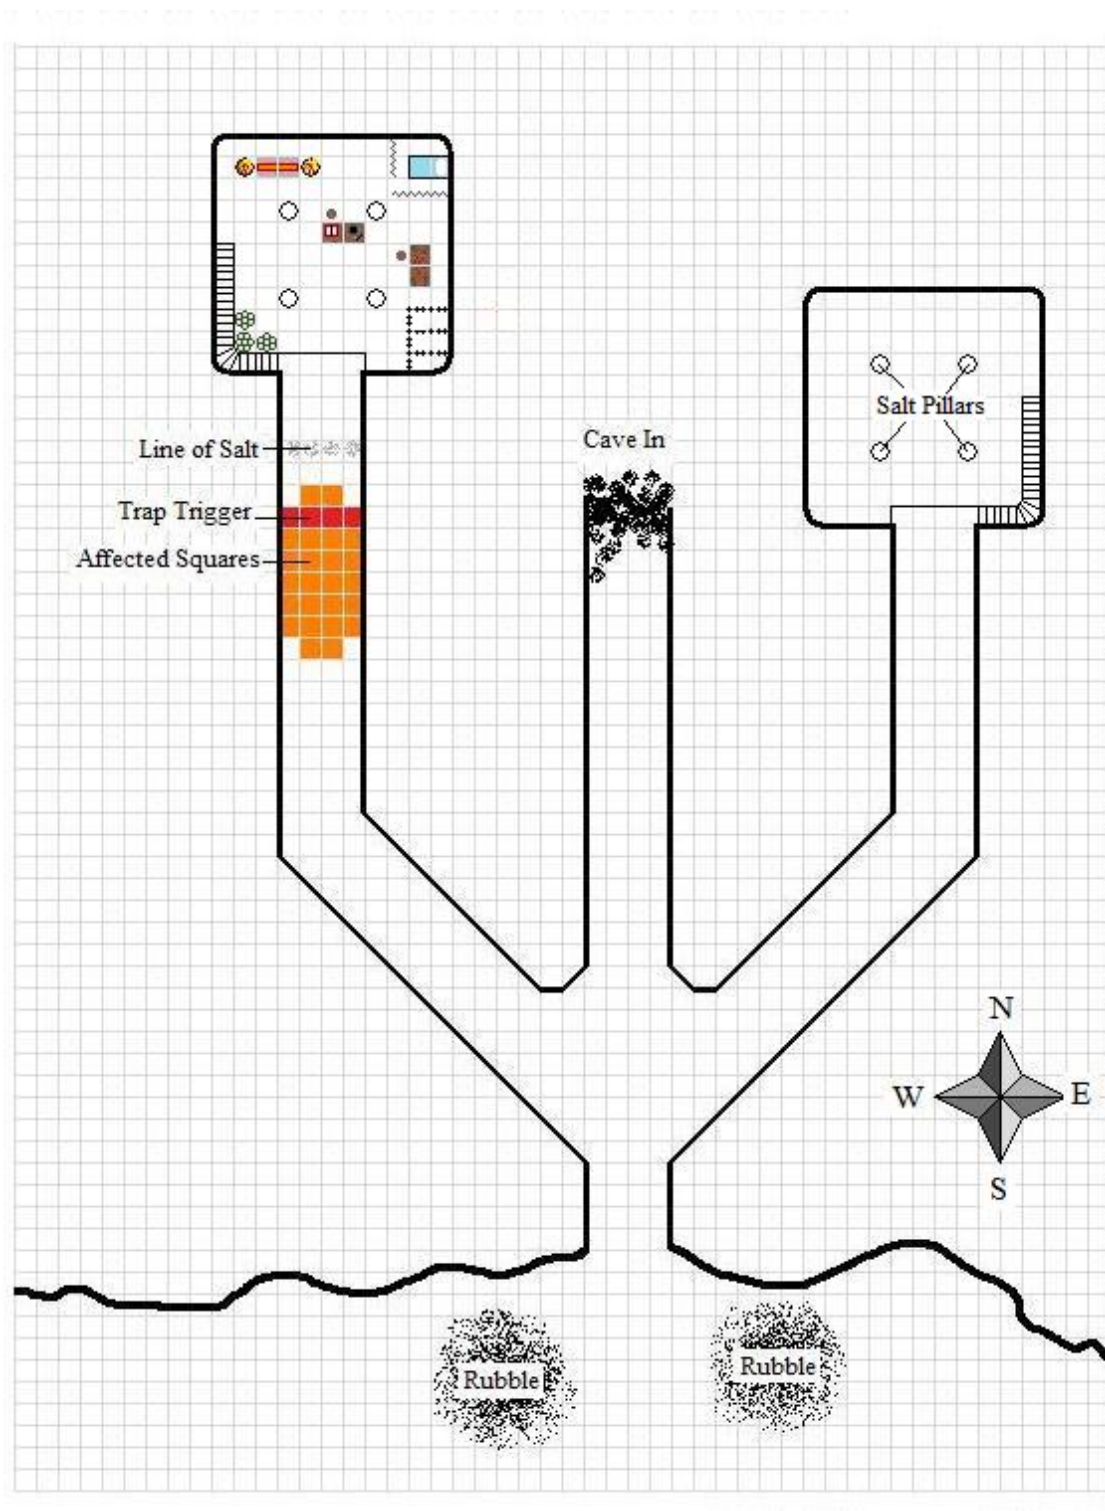 Salt Pillars
Cave In
Line of Salt
Trap Trigger
Affected Squares
N
W
E
S
Rubble
Rubble